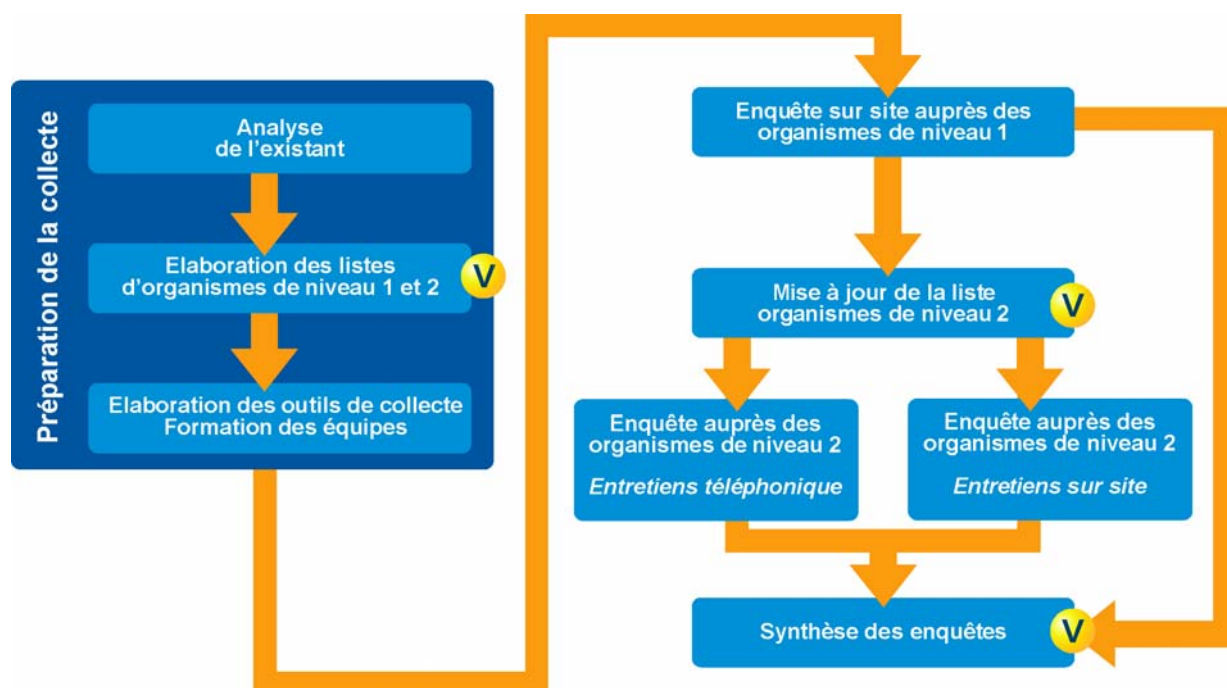 Préparation de la collecte
Analyse
de l'existant
Elaboration des listes
d'organismes de niveau 1 et 2
V
Elaboration des outils de collecte
Formation des équipes
Enquête sur site auprès des
organismes de niveau 1
Mise à jour de la liste
organismes de niveau 2
V
Enquête auprès des
organismes de niveau 2
Entretiens téléphonique
Enquête auprès des
organismes de niveau 2
Entretiens sur site
Synthèse des enquêtes
V